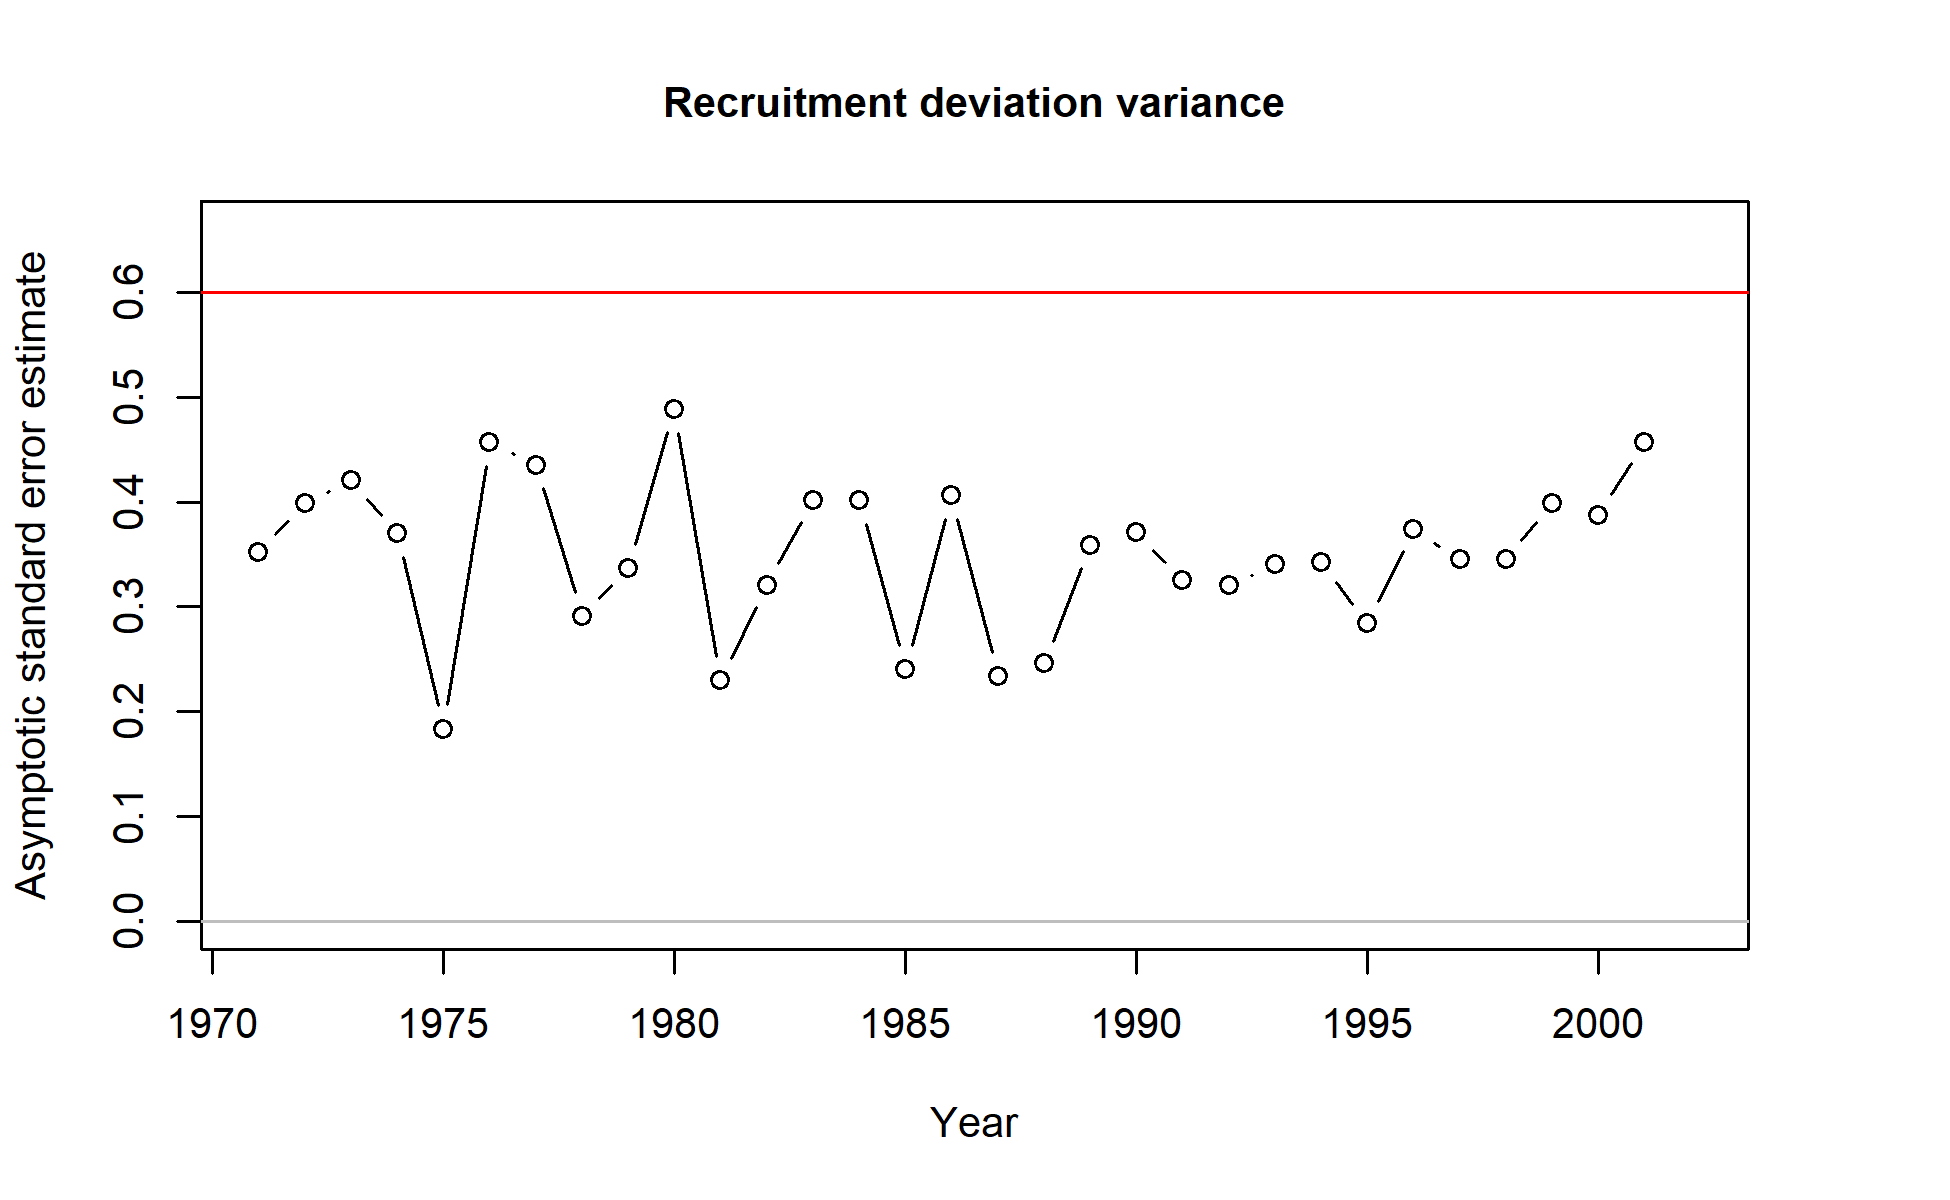 Recruitment deviation variance
Asymptotic standard error estimate
0.6
0.5
0.4
0.3
0.2
0.1
0.0
1970 1975 1980 1985 1990 1995 2000
Year